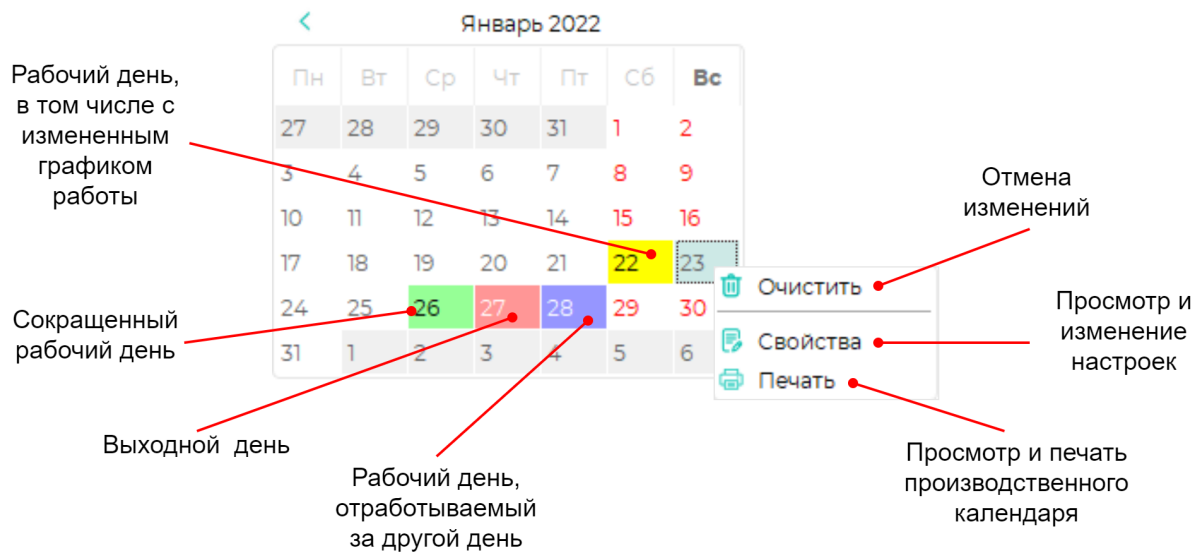 Январь 2022
Рабочий день,
в том числе с
измененным
графиком
работы
Пн Вт Ср Чт Пт Сб Вс
27 28 29 30 31 1 2
3 4 5 6 7 8 9
10 11 12 13 14 15 16
17 18 19 20 21 22 23
24 25 26 27 28 29 30
31 1 2 3 4 5 6
Отмена
изменений
Очистить
Свойства
Печать
Просмотр и
изменение
настроек
Сокращенный
рабочий день
Выходной день
Рабочий день,
отрабатываемый
за другой день
Просмотр и печать
производственного
календаря